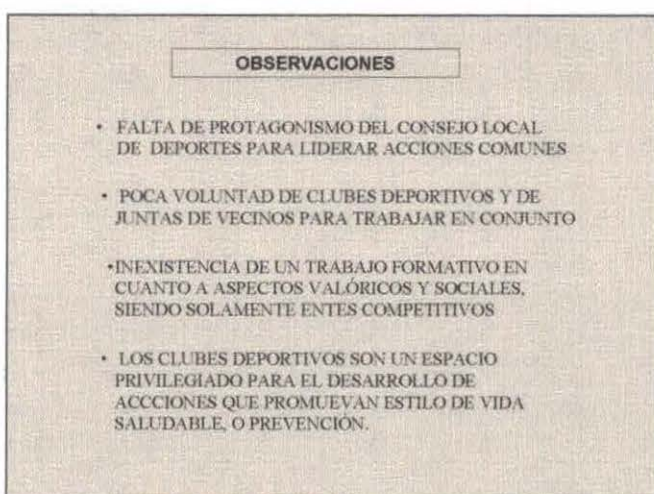 OBSERVACIONES
• FALTA DE PROTAGONISMO DEL CONSEJO LOCAL
DE DEPORTES PARA LIDERAR ACCIONES COMUNES
• POCA VOLUNTAD DE CLUBES DEPORTIVOS Y DE
JUNTAS DE VECINOS PARA TRABAJAR EN CONJUNTO
•INEXISTENCIA DE UN TRABAJO FORMATIVO EN
CUANTO A ASPECTOS VALÓRICOS Y SOCIALES,
SIENDO SOLAMENTE ENTES COMPETITIVOS
• LOS CLUBES DEPORTIVOS SON UN ESPACIO
PRIVILEGIADO PARA EL DESARROLLO DE
ACCCIONES QUE PROMUEVAN ESTILO DE VIDA
SALUDABLE, O PREVENCIÓN.